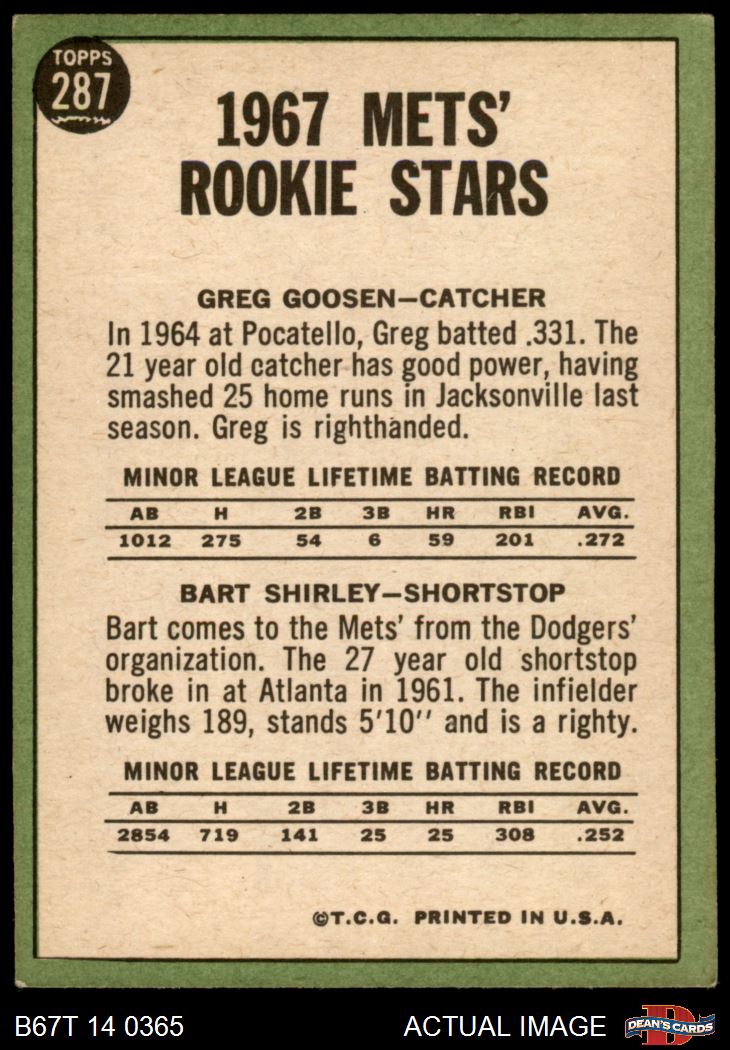 TOPPS
287
1967 METS'
ROOKIE STARS
GREG GOOSEN—CATCHER
In 1964 at Pocatello, Greg batted .331. The
21 year old catcher has good power, having
smashed 25 home runs in Jacksonville last
season. Greg is righthanded.
MINOR LEAGUE LIFETIME BATTING RECORD
AB H 2B 3B HR RBI AVG.
1012 275 54 6 59 201 .272
BART SHIRLEY—SHORTSTOP
Bart comes to the Mets' from the Dodgers'
organization. The 27 year old shortstop
broke in at Atlanta in 1961. The infielder
weighs 189, stands 5'10'' and is a righty.
MINOR LEAGUE LIFETIME BATTING RECORD
AB H 2B 3B HR RBI AVG.
2854 719 141 25 25 308 .252
©T.C.G. PRINTED IN U.S.A.
B67T 14 0365 ACTUAL IMAGE D DEAN'S CARDS